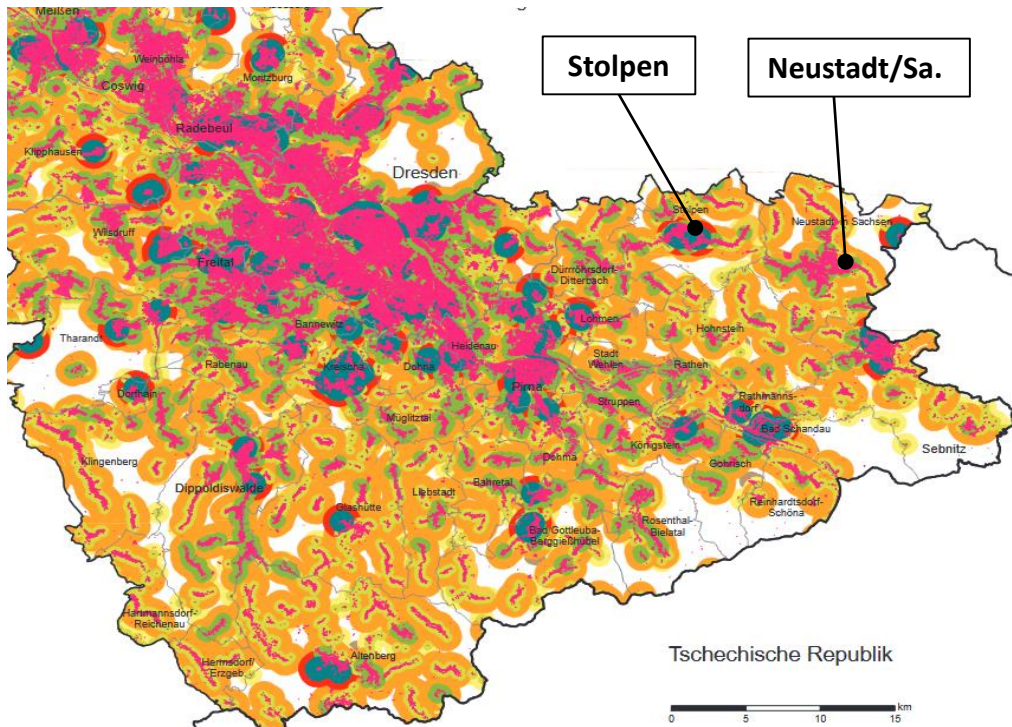 Meißen
Weinböhla
Moritzburg
Coswig
Radebeul
Klipphausen
Dresden
Stolpen
Neustadt/Sa.
Stolpen
Neustadt in Sachsen
Wilsdruff
Freital
Dürrröhrsdorf-
Dittersbach
Lohmen
Hohnstein
Bannewitz
Tharandt
Heidenau
Stadt
Wehlen
Rathen
Rabenau
Kreischa
Dohna
Pirna
Dorfhain
Struppen
Rathmanns-
dorf
Bad Schandau
Müglitztal
Königstein
Sebnitz
Klingenberg
Dohma
Gohrisch
Dippoldiswalde
Liebstadt
Bahretal
Reinhardtsdorf-
Schöna
Glashütte
Bad Gottleuba-
Berggießhübel
Rosenthal-
Bielatal
Hartmannsdorf-
Reichenau
Hermsdorf/
Erzgeb.
Altenberg
Tschechische Republik
0 5 10 15 km